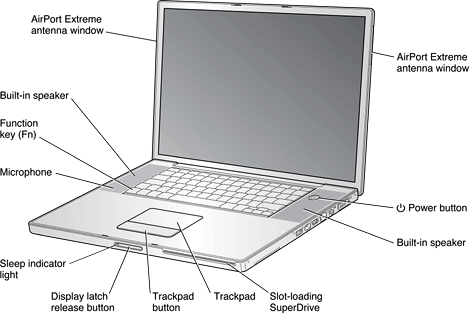 AirPort Extreme
antenna window
AirPort Extreme
antenna window
Built-in speaker
Function
key (Fn)
Microphone
Power button
Built-in speaker
Sleep indicator
light
Display latch
release button
Trackpad
button
Trackpad
Slot-loading
SuperDrive